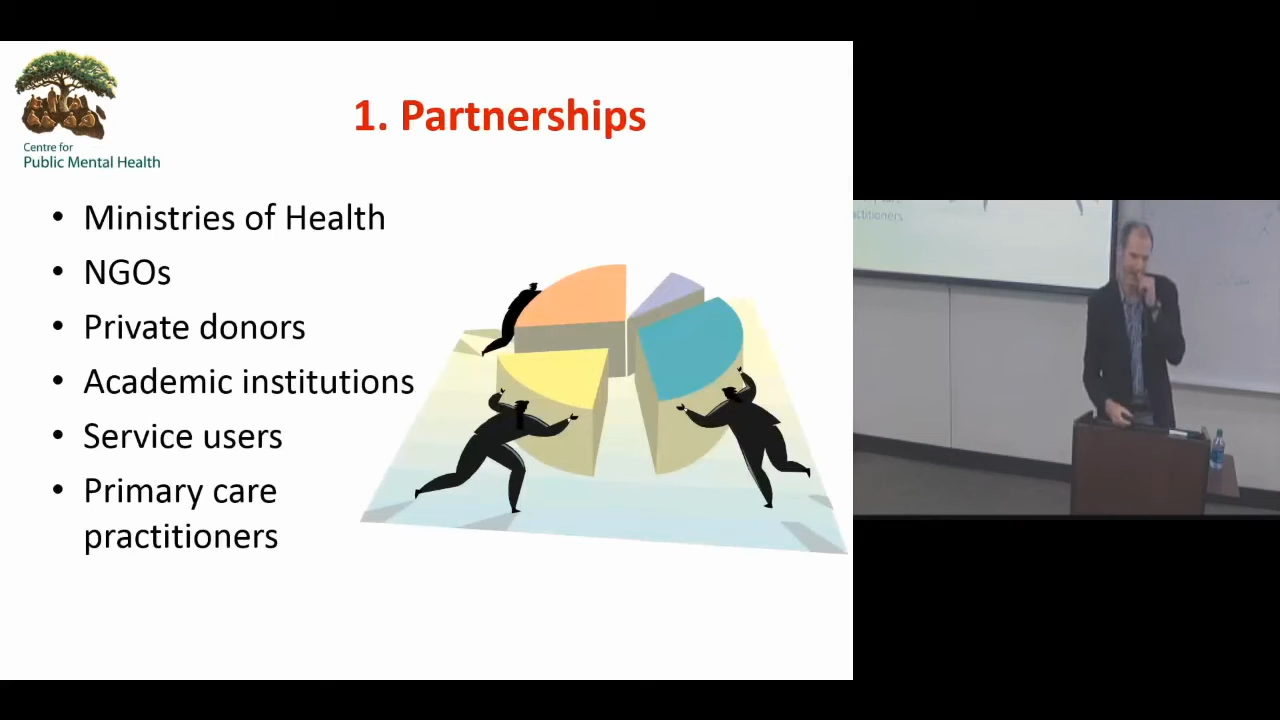 Centre for
Public Mental Health
1. Partnerships
• Ministries of Health
• NGOs
• Private donors
• Academic institutions
• Service users
• Primary care
practitioners